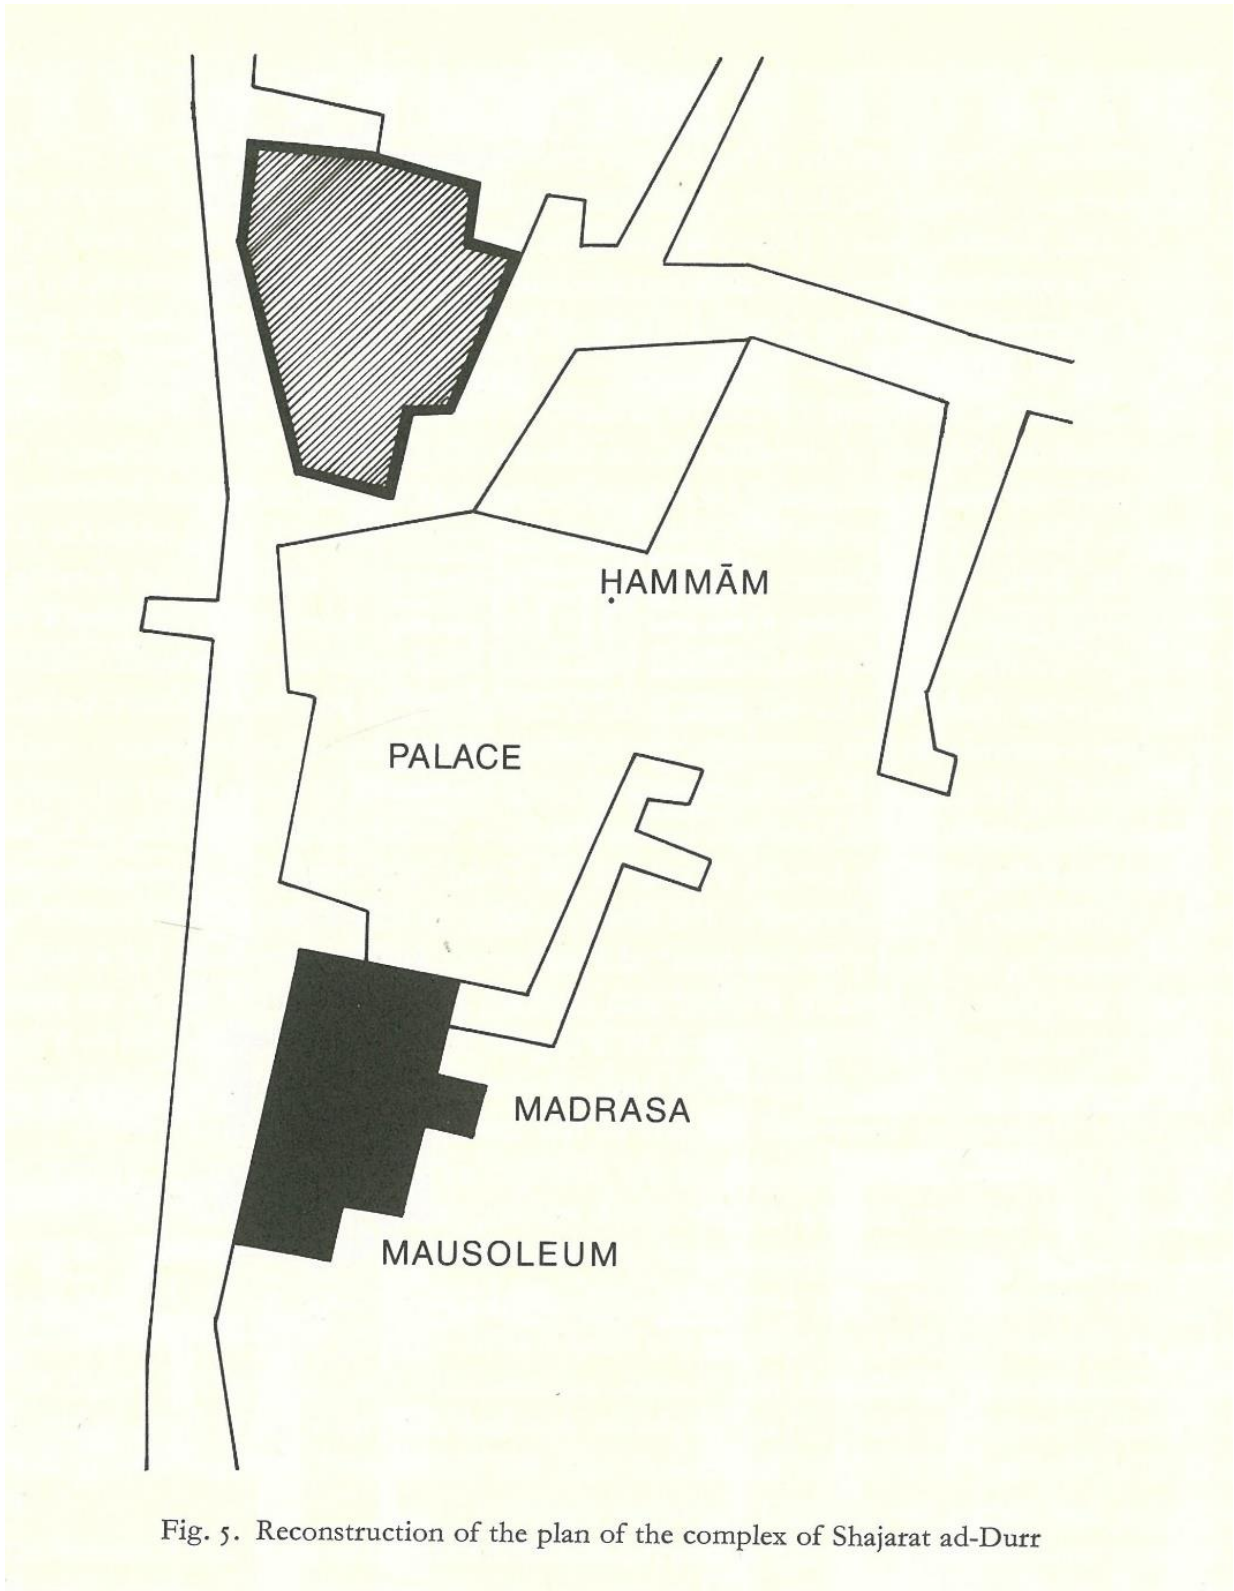 ḤAMMĀM
PALACE
MADRASA
MAUSOLEUM
Fig. 5. Reconstruction of the plan of the complex of Shajarat ad-Durr